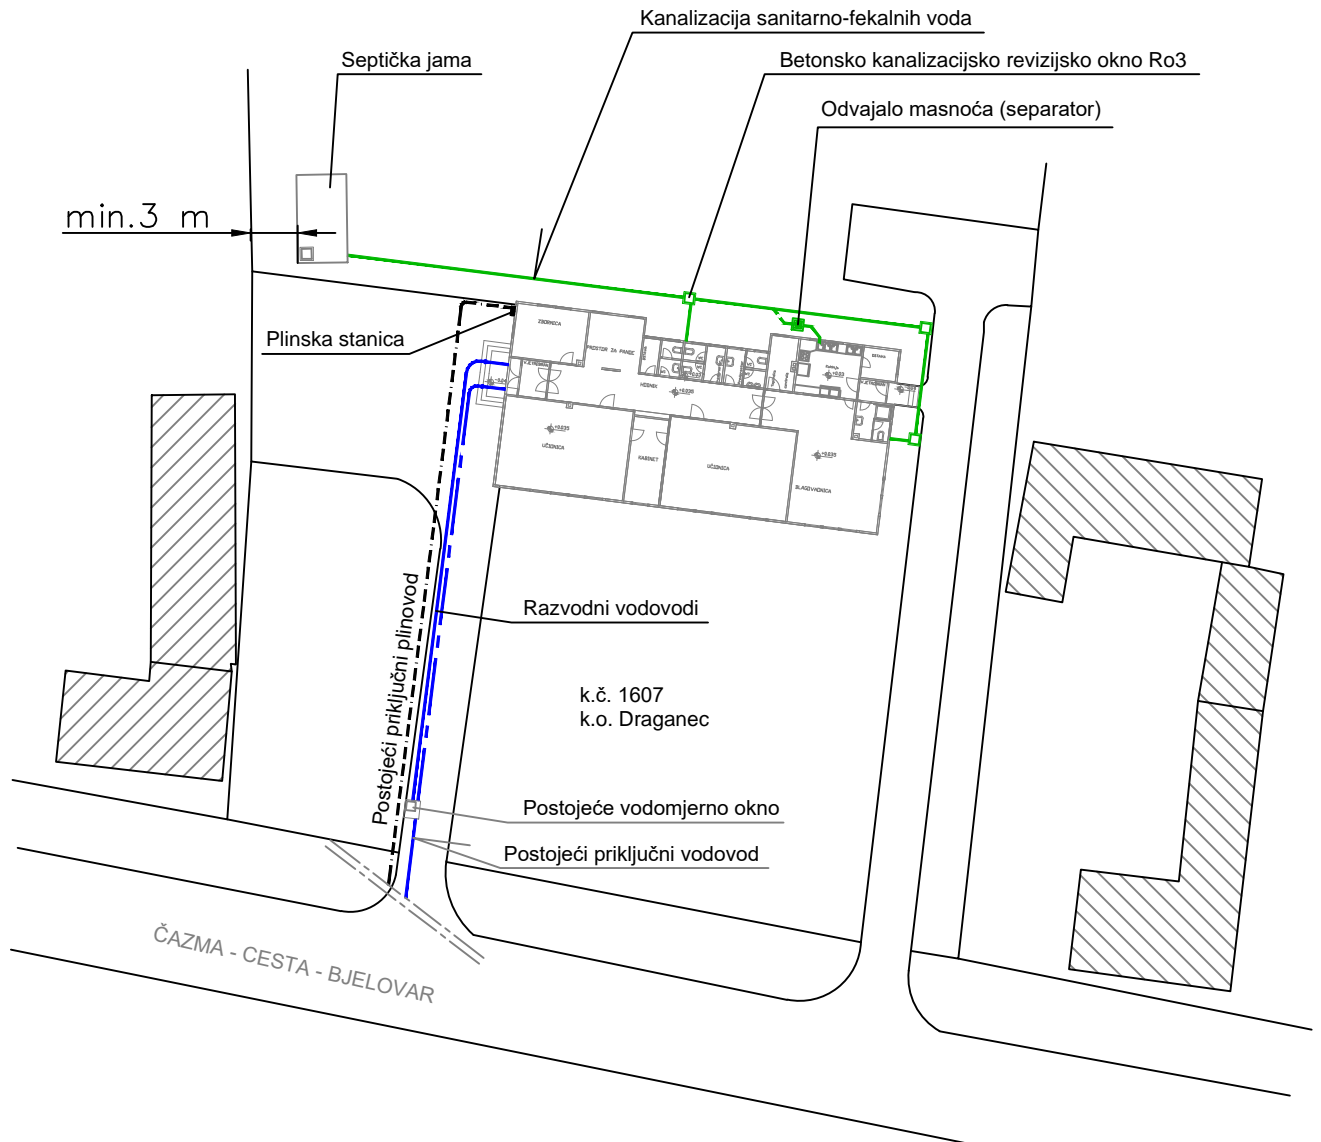 Kanalizacija sanitarno-fekalnih voda
Septička jama
Betonsko kanalizacijsko revizijsko okno Ro3
Odvajalo masnoća (separator)
min.3 m
Plinska stanica
ZBORNICA
PROSTOR ZA PANOE
HODNIK
UČIONICA
KABINET
UČIONICA
BLAGOVAONICA
Postojeći priključni plinovod
Razvodni vodovodi
k.č. 1607
k.o. Draganec
Postojeće vodomjerno okno
Postojeći priključni vodovod
ČAZMA - CESTA - BJELOVAR